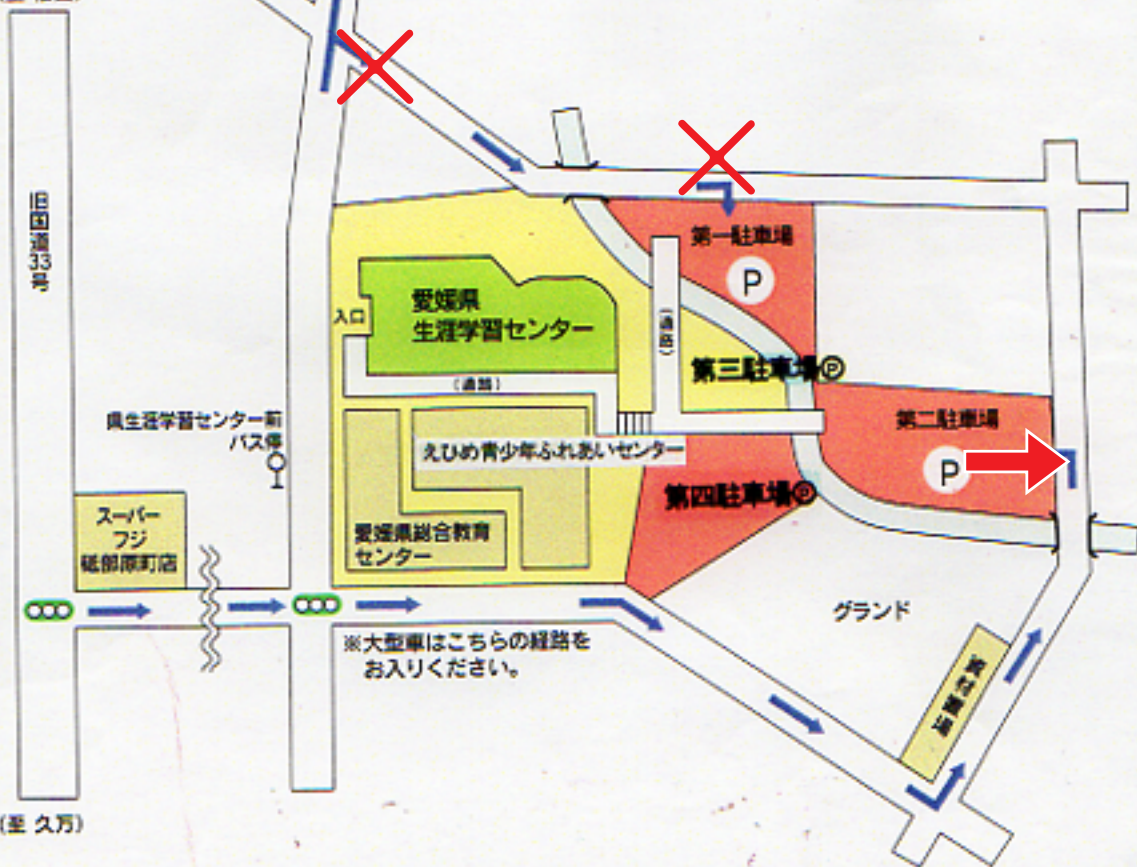 旧国道33号
第一駐車場
P
愛媛県
生涯学習センター
入口
(通路)
(通路)
第三駐車場Ⓟ
第二駐車場
P
県生涯学習センター前
バス停
えひめ青少年ふれあいセンター
第四駐車場Ⓟ
スーパー
フジ
砥部原町店
愛媛県総合教育
センター
グランド
※大型車はこちらの経路を
お入りください。
資材置場
(至 久万)